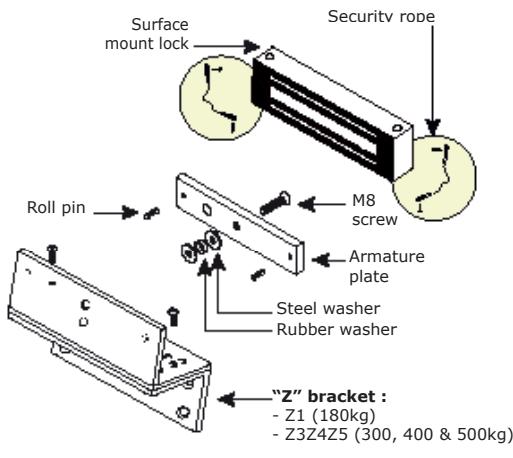 Surface
mount lock
Security rope
Roll pin
M8
screw
Armature
plate
Steel washer
Rubber washer
“Z” bracket :
- Z1 (180kg)
- Z3Z4Z5 (300, 400 & 500kg)